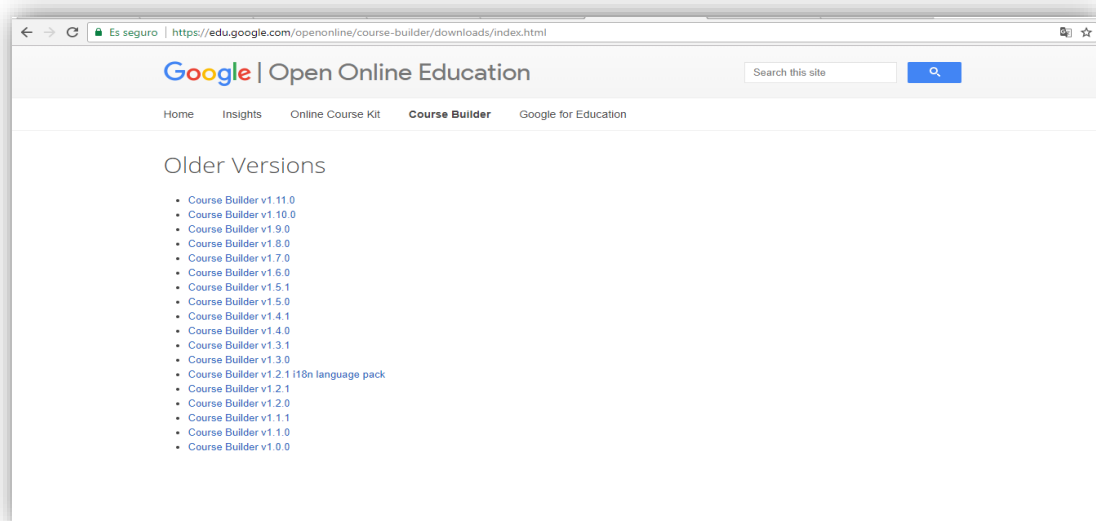 Es seguro | https://edu.google.com/openonline/course-builder/downloads/index.html
Google | Open Online Education
Search this site
Home Insights Online Course Kit Course Builder Google for Education
Older Versions
• Course Builder v1.11.0
• Course Builder v1.10.0
• Course Builder v1.9.0
• Course Builder v1.8.0
• Course Builder v1.7.0
• Course Builder v1.6.0
• Course Builder v1.5.1
• Course Builder v1.5.0
• Course Builder v1.4.1
• Course Builder v1.4.0
• Course Builder v1.3.1
• Course Builder v1.3.0
• Course Builder v1.2.1 i18n language pack
• Course Builder v1.2.1
• Course Builder v1.2.0
• Course Builder v1.1.1
• Course Builder v1.1.0
• Course Builder v1.0.0